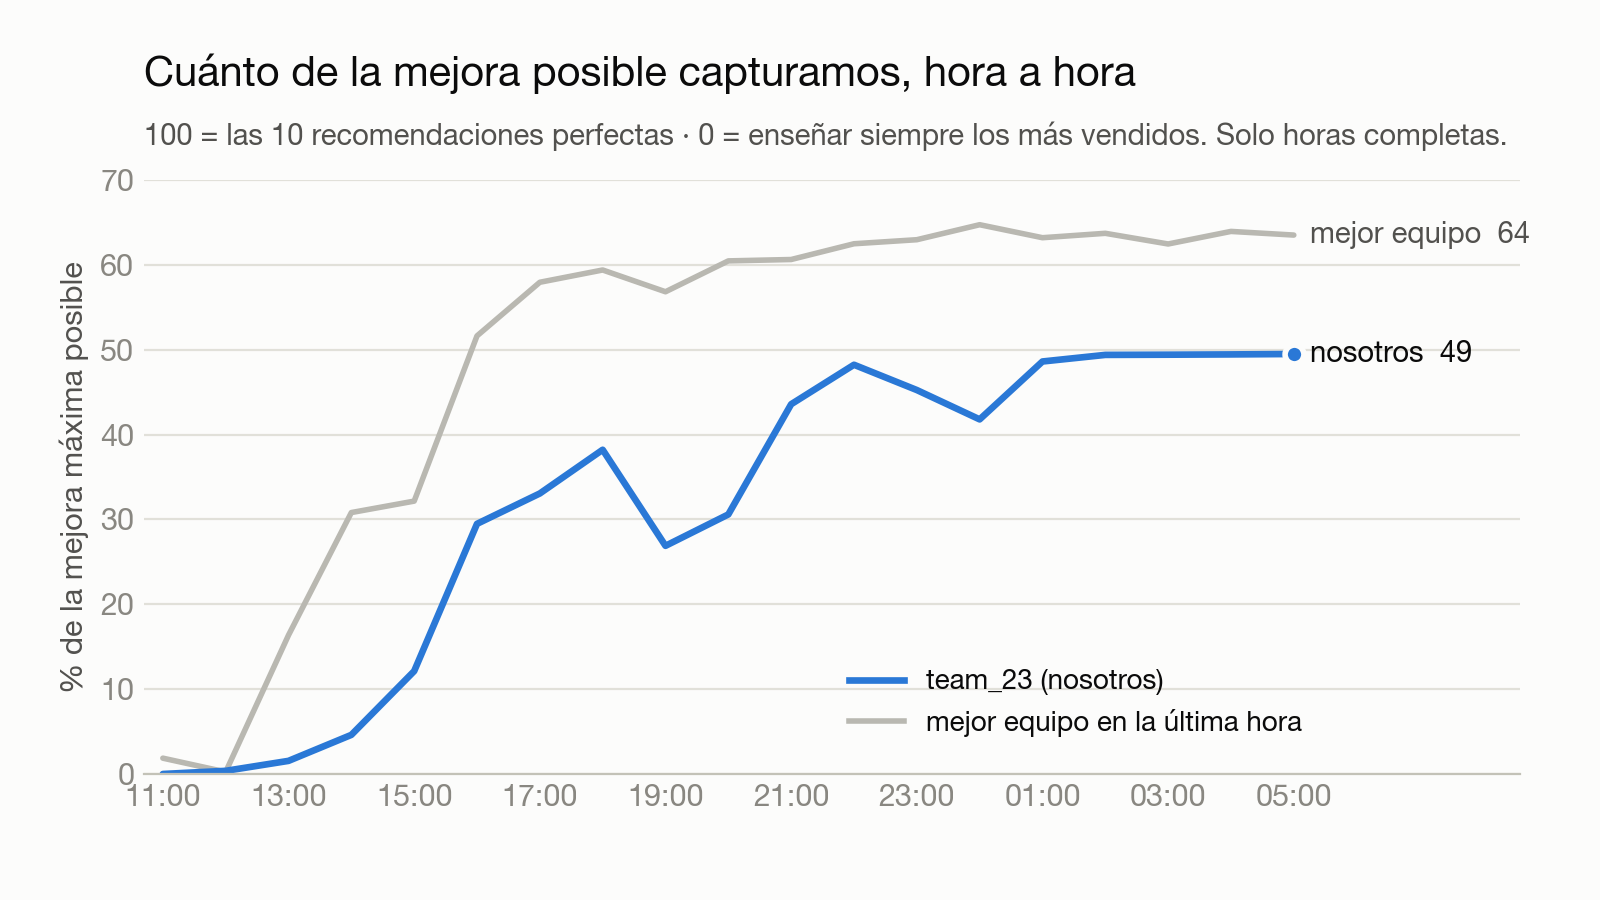 Cuánto de la mejora posible capturamos, hora a hora
100 = las 10 recomendaciones perfectas · 0 = enseñar siempre los más vendidos. Solo horas completas.
% de la mejora máxima posible
70
60
50
40
30
20
10
0
mejor equipo 64
nosotros 49
team_23 (nosotros)
mejor equipo en la última hora
11:00 13:00 15:00 17:00 19:00 21:00 23:00 01:00 03:00 05:00